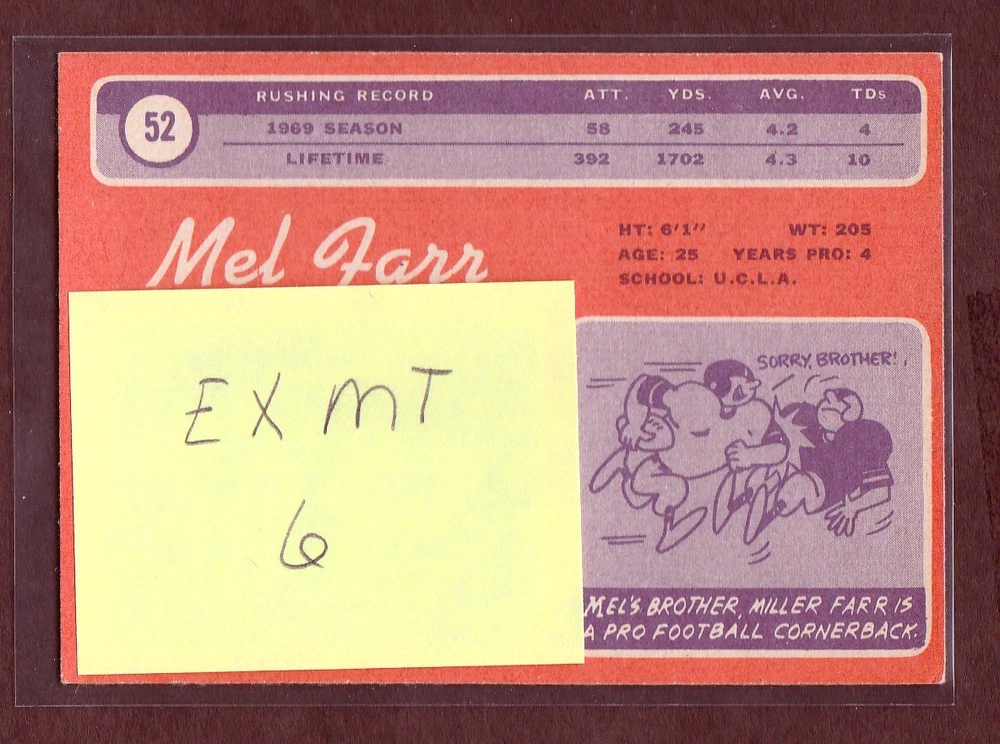 52
RUSHING RECORD ATT. YDS. AVG. TDs
1969 SEASON 58 245 4.2 4
LIFETIME 392 1702 4.3 10
Mel Farr
HT: 6'1" WT: 205
AGE: 25 YEARS PRO: 4
SCHOOL: U.C.L.A.
EX MT
6
SORRY, BROTHER!
MEL'S BROTHER, MILLER FARR IS
A PRO FOOTBALL CORNERBACK.